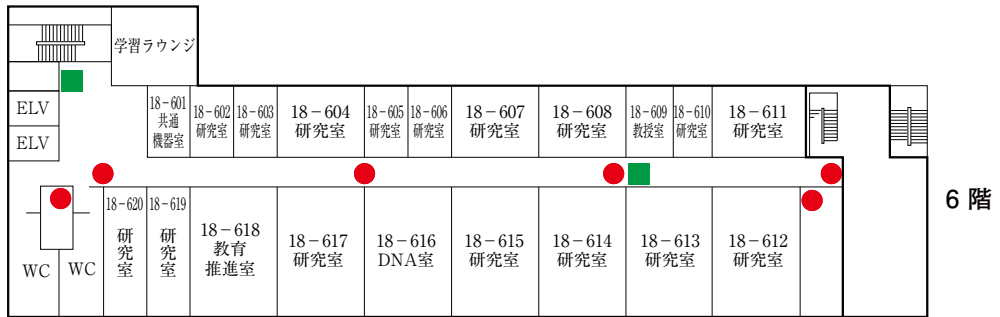 学習ラウンジ
ELV
ELV
18−601
共通
機器室
18−602
研究室
18−603
研究室
18−604
研究室
18−605
研究室
18−606
研究室
18−607
研究室
18−608
研究室
18−609
教授室
18−610
研究室
18−611
研究室
6 階
WC
WC
18−620
研
究
室
18−619
研
究
室
18−618
教育
推進室
18−617
研究室
18−616
DNA室
18−615
研究室
18−614
研究室
18−613
研究室
18−612
研究室